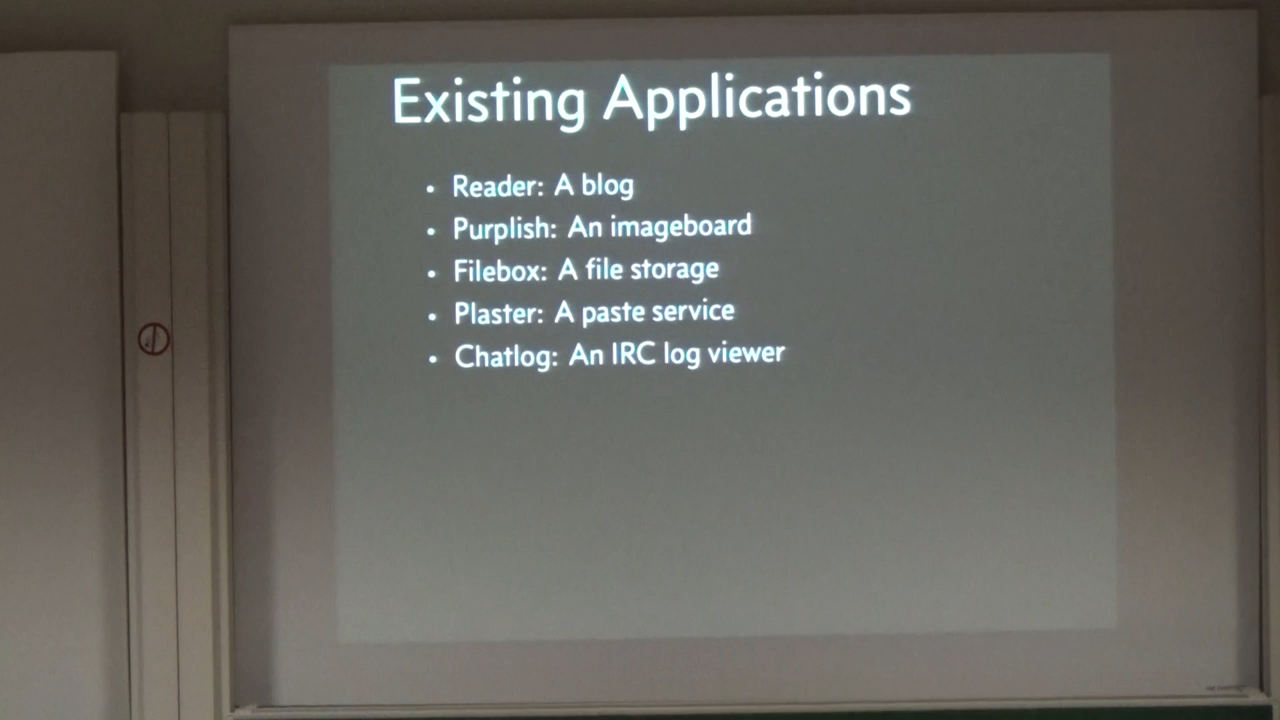 Existing Applications
• Reader: A blog
• Purplish: An imageboard
• Filebox: A file storage
• Plaster: A paste service
• Chatlog: An IRC log viewer